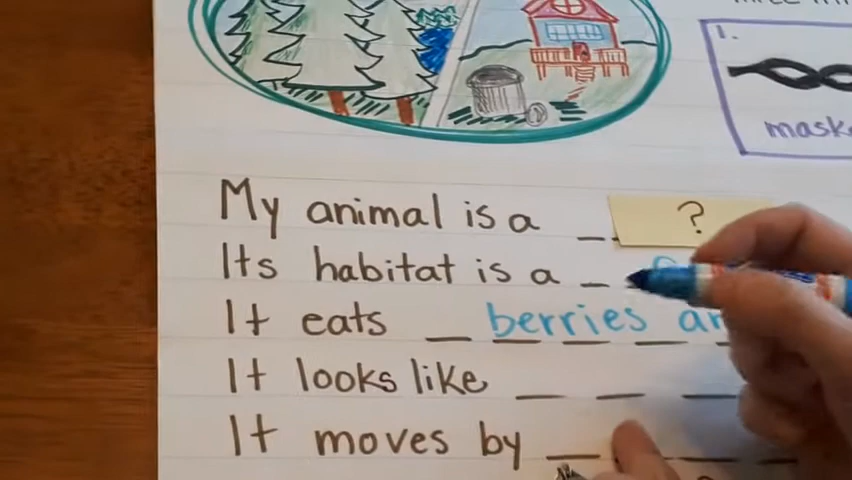 1.
mask
My animal is a _ ?
Its habitat is a _
It eats _ berries
It looks like _ _ _
It moves by _